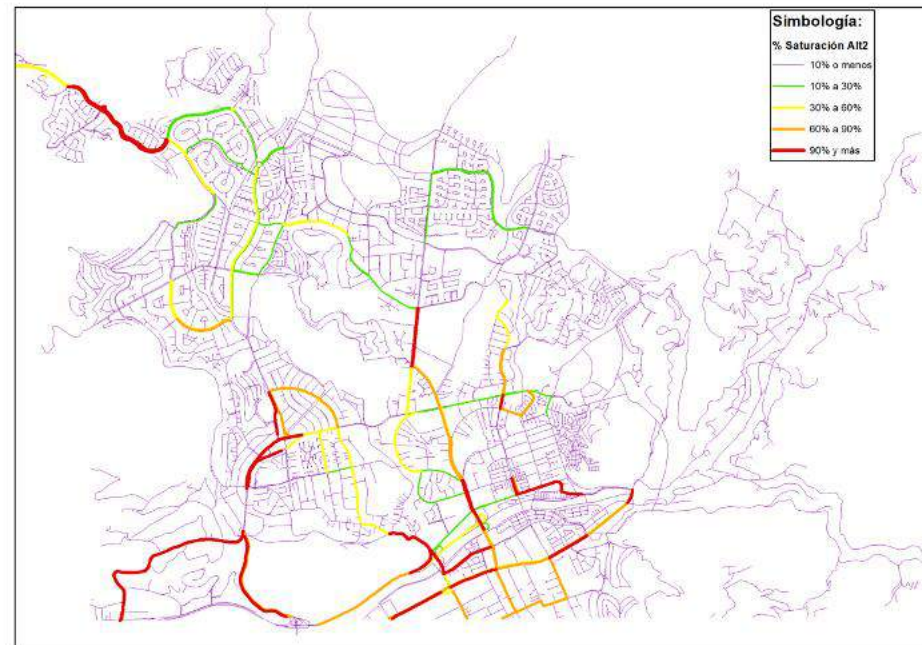 Simbología:
% Saturación Alt2
10% o menos
10% a 30%
30% a 60%
60% a 90%
90% y más